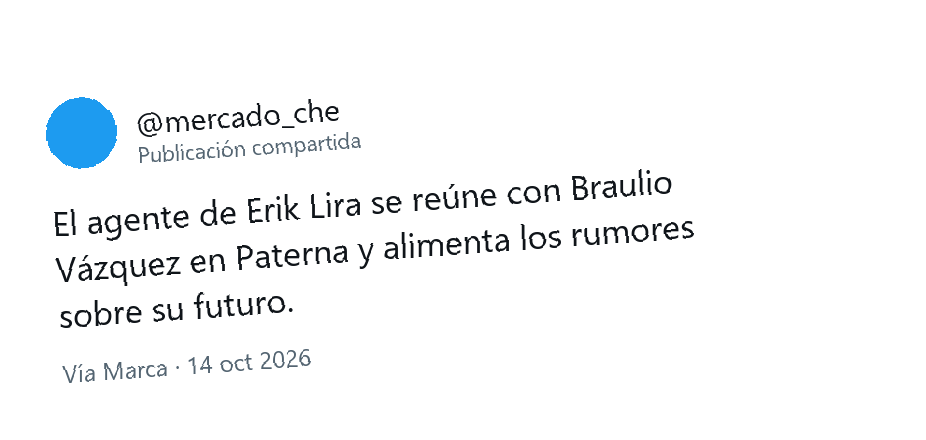 @mercado_che
Publicación compartida
El agente de Erik Lira se reúne con Braulio
Vázquez en Paterna y alimenta los rumores
sobre su futuro.
Vía Marca · 14 oct 2026